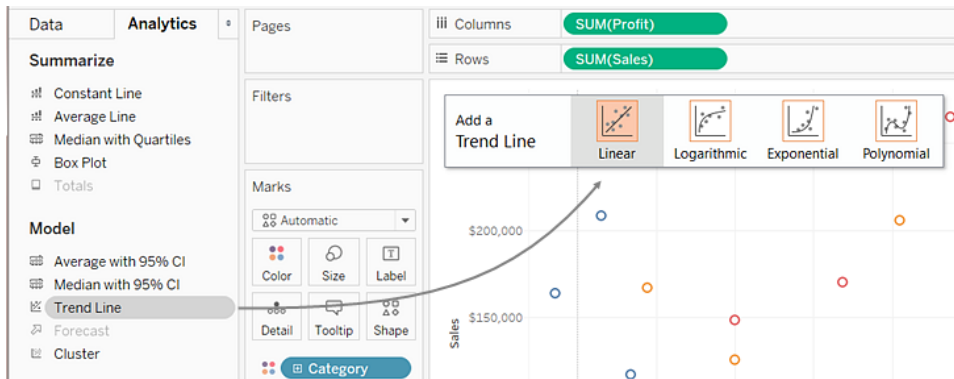 Data
Analytics
Summarize
Constant Line
Average Line
Median with Quartiles
Box Plot
Totals
Model
Average with 95% CI
Median with 95% CI
Trend Line
Forecast
Cluster
Pages
Filters
Marks
Automatic
Color
Size
Label
Detail
Tooltip
Shape
Category
Columns
SUM(Profit)
Rows
SUM(Sales)
Add a
Trend Line
Linear
Logarithmic
Exponential
Polynomial
$200,000
$150,000
Sales